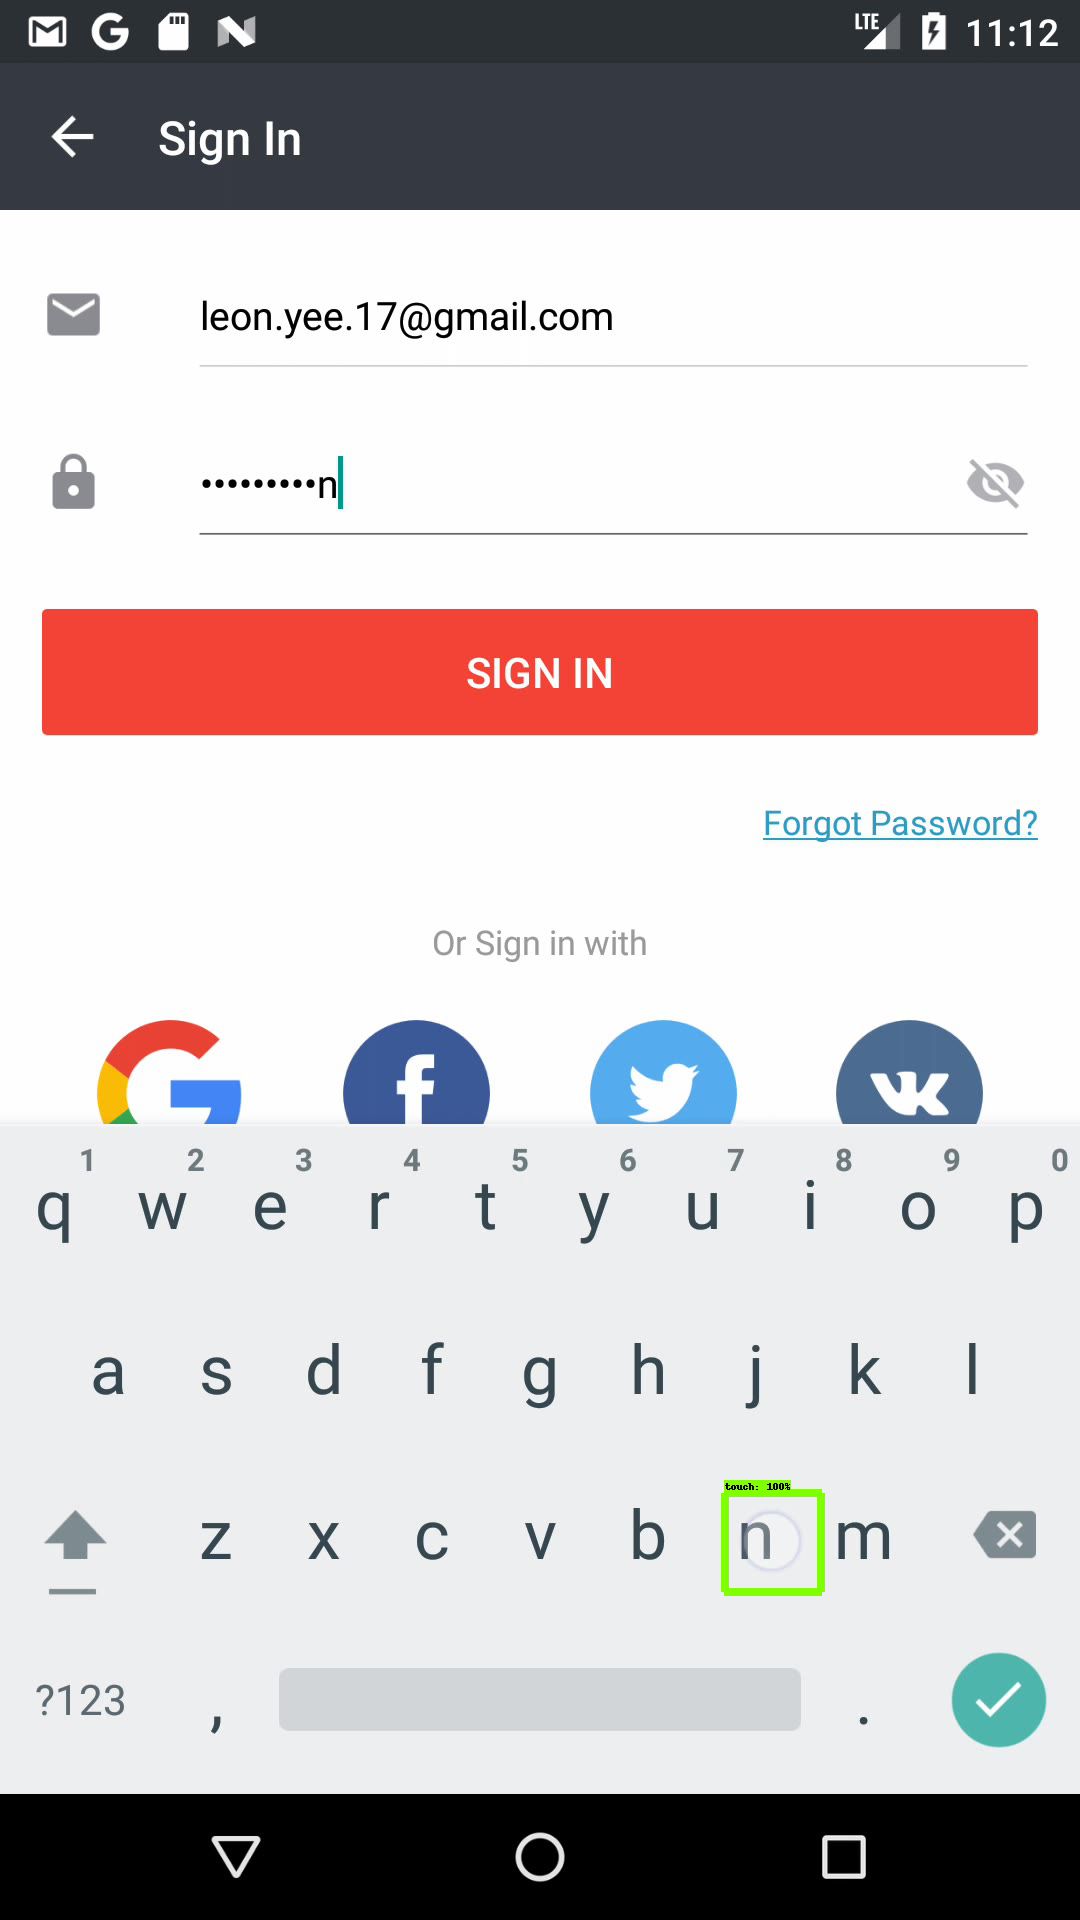 LTE 11:12
Sign In
leon.yee.17@gmail.com
•••••••••n
SIGN IN
Forgot Password?
Or Sign in with
1 2 3 4 5 6 7 8 9 0
q w e r t y u i o p
a s d f g h j k l
touch: 100%
z x c v b n m
?123 , .